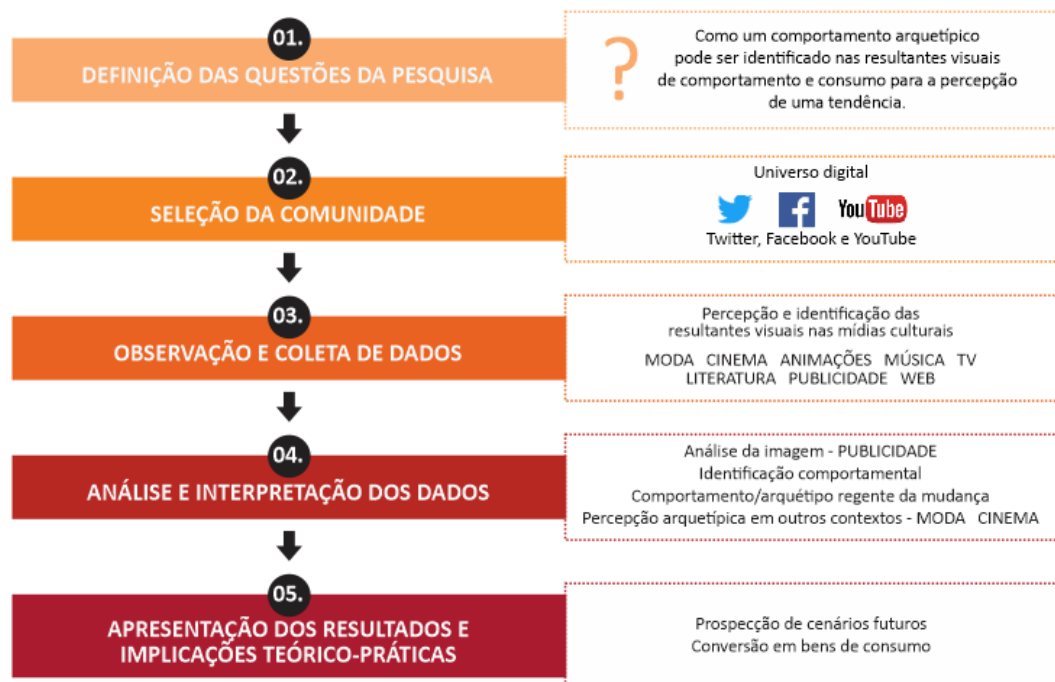 01.
DEFINIÇÃO DAS QUESTÕES DA PESQUISA
?
Como um comportamento arquetípico
pode ser identificado nas resultantes visuais
de comportamento e consumo para a percepção
de uma tendência.
02.
SELEÇÃO DA COMUNIDADE
Universo digital
f
YouTube
Twitter, Facebook e YouTube
03.
OBSERVAÇÃO E COLETA DE DADOS
Percepção e identificação das
resultantes visuais nas mídias culturais
MODA CINEMA ANIMAÇÕES MÚSICA TV
LITERATURA PUBLICIDADE WEB
04.
ANÁLISE E INTERPRETAÇÃO DOS DADOS
Análise da imagem - PUBLICIDADE
Identificação comportamental
Comportamento/arquétipo regente da mudança
Percepção arquetípica em outros contextos - MODA CINEMA
05.
APRESENTAÇÃO DOS RESULTADOS E
IMPLICAÇÕES TEÓRICO-PRÁTICAS
Prospecção de cenários futuros
Conversão em bens de consumo